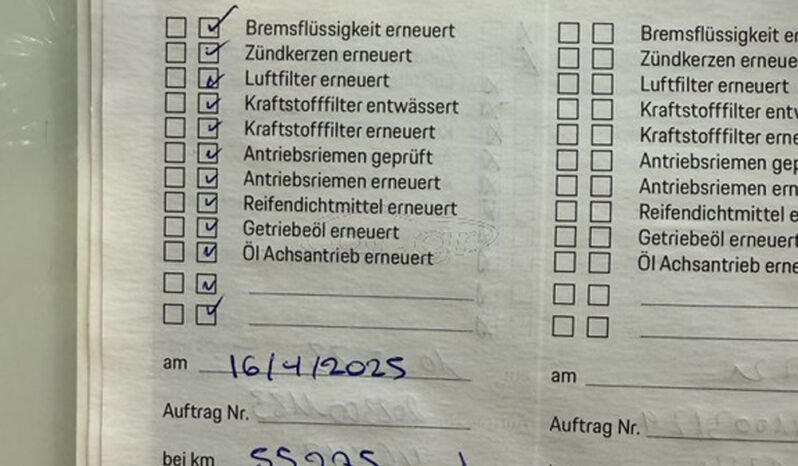 Bremsflüssigkeit erneuert
Zündkerzen erneuert
Luftfilter erneuert
Kraftstofffilter entwässert
Kraftstofffilter erneuert
Antriebsriemen geprüft
Antriebsriemen erneuert
Reifendichtmittel erneuert
Getriebeöl erneuert
Öl Achsantrieb erneuert
am 16/4/2025
Auftrag Nr.
bei km
Bremsflüssigkeit er
Zündkerzen erneue
Luftfilter erneuert
Kraftstofffilter entw
Kraftstofffilter erne
Antriebsriemen gep
Antriebsriemen ern
Reifendichtmittel e
Getriebeöl erneuert
Öl Achsantrieb erne
am
Auftrag Nr.